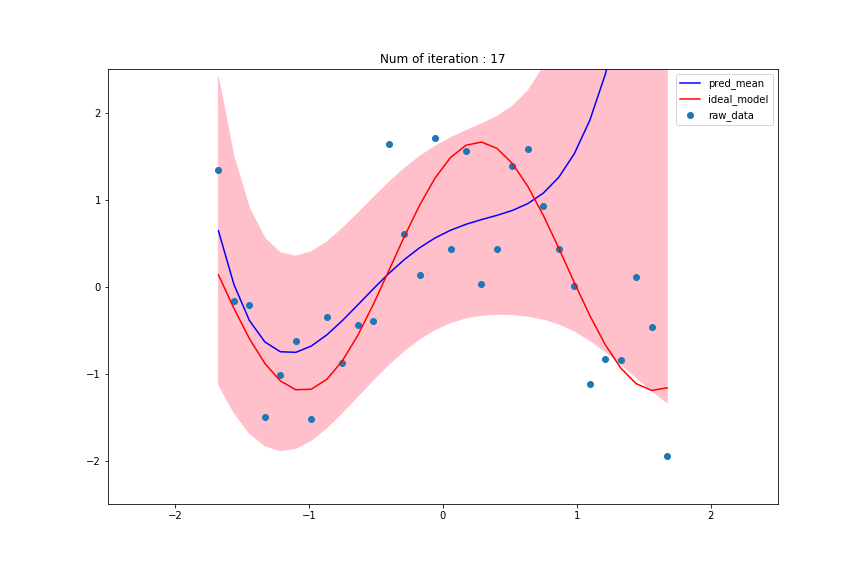 Num of iteration : 17
pred_mean
ideal_model
raw_data
2
1
0
−1
−2
−2
−1
0
1
2